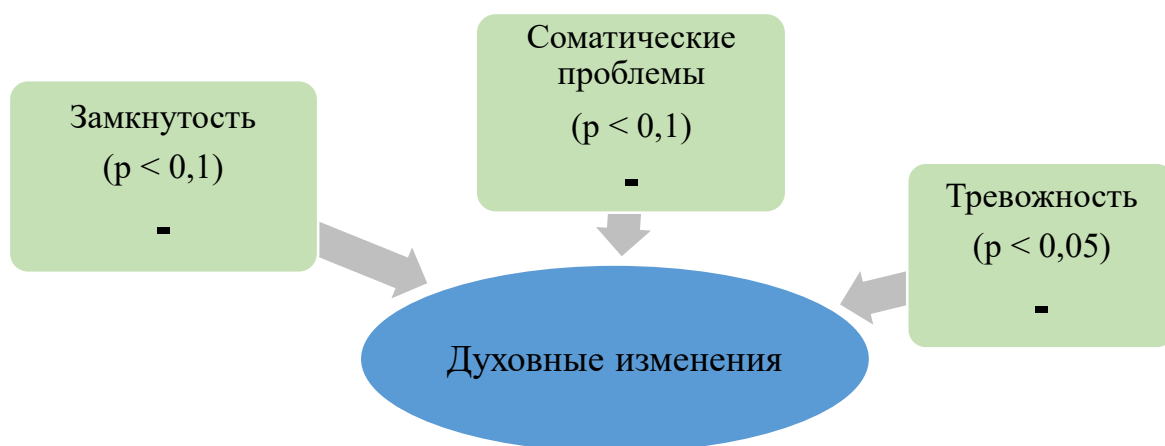 Соматические
проблемы
(p < 0,1)
-
Замкнутость
(p < 0,1)
-
Тревожность
(p < 0,05)
-
Духовные изменения